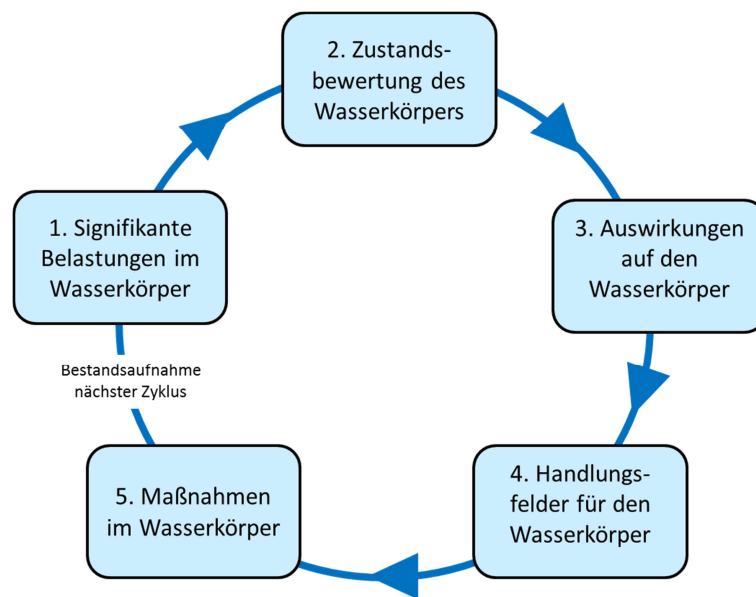 2. Zustands-
bewertung des
Wasserkörpers
1. Signifikante
Belastungen im
Wasserkörper
3. Auswirkungen
auf den
Wasserkörper
Bestandsaufnahme
nächster Zyklus
5. Maßnahmen
im Wasserkörper
4. Handlungs-
felder für den
Wasserkörper